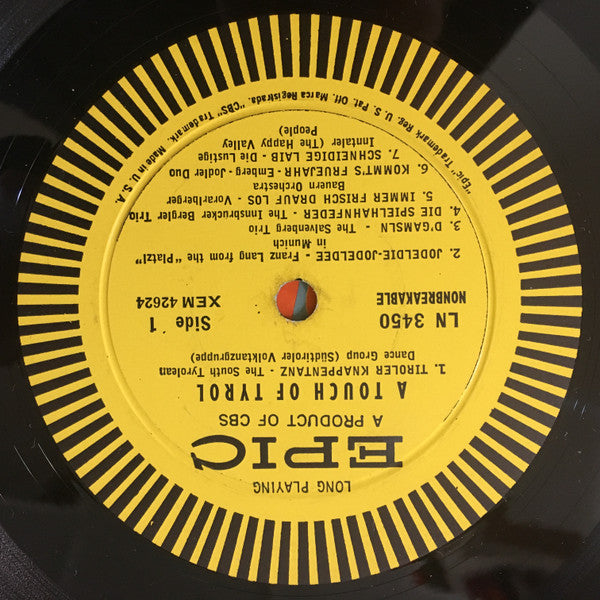 LONG PLAYING
EPIC
A PRODUCT OF CBS
A TOUCH OF TYROL
1. TIROLER KNAPPENTANZ - The South Tyrolean
Dance Group (Südtiroler Volktanzgruppe)
LN 3450
NONBREAKABLE
Side 1
XEM 42624
2. JODELDIE-JODELDEE - Franz Lang from the "Platzl"
in Munich
3. D'GAMSLN - The Salvenberg Trio
4. DIE SPIELHAHNFEDER - The Innsbrucker Bergler Trio
5. IMMER FRISCH DRAUF LOS - Vorarlberger
Bauern Orchestra
6. KOMMT'S FRUEJAHR - Emberg - Jodler Duo
7. SCHNEIDIGE LAIB - Die Lustige
Inntaler (The Happy Valley
People)
"Epic" Trademark Reg. U. S. Pat. Off. Marca Registrada. "CBS" Trademark. Made in U. S. A.